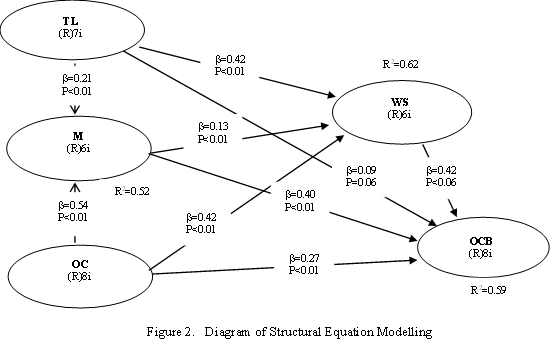 TL
(R)7i
β=0.42
P<0.01
R²=0.62
β=0.21
P<0.01
WS
(R)6i
M
(R)6i
β=0.13
P<0.01
β=0.09
P=0.06
β=0.42
P<0.06
R²=0.52
β=0.54
P<0.01
β=0.42
P<0.01
β=0.40
P<0.01
OC
(R)8i
β=0.27
P<0.01
OCB
(R)8i
R²=0.59
Figure 2. Diagram of Structural Equation Modelling